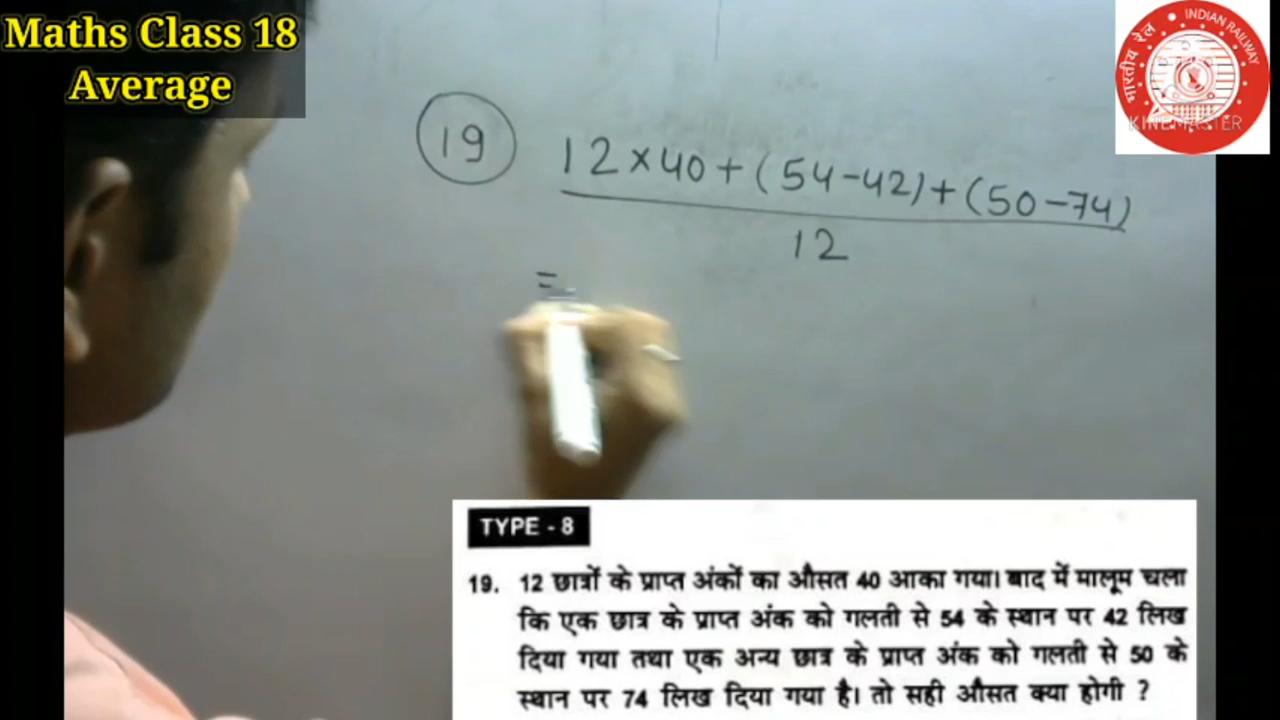 Maths Class 18
Average
INDIAN RAILWAY
भारतीय रेल
KINEMASTER
19
12×40+(54-42)+(50-74)
12
=
TYPE - 8
19. 12 छात्रों के प्राप्त अंकों का औसत 40 आका गया। बाद में मालूम चला
कि एक छात्र के प्राप्त अंक को गलती से 54 के स्थान पर 42 लिख
दिया गया तथा एक अन्य छात्र के प्राप्त अंक को गलती से 50 के
स्थान पर 74 लिख दिया गया है। तो सही औसत क्या होगी ?